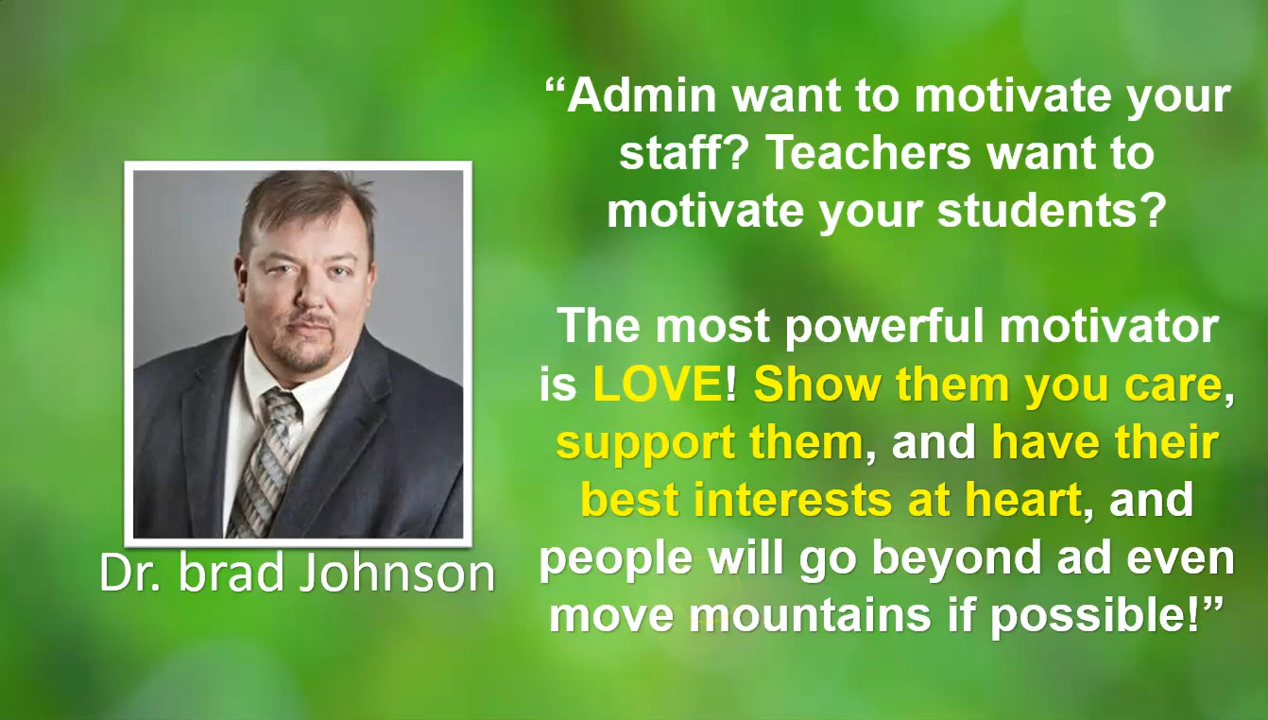 “Admin want to motivate your
staff? Teachers want to
motivate your students?
The most powerful motivator
is LOVE! Show them you care,
support them, and have their
best interests at heart, and
people will go beyond ad even
move mountains if possible!”
Dr. brad Johnson